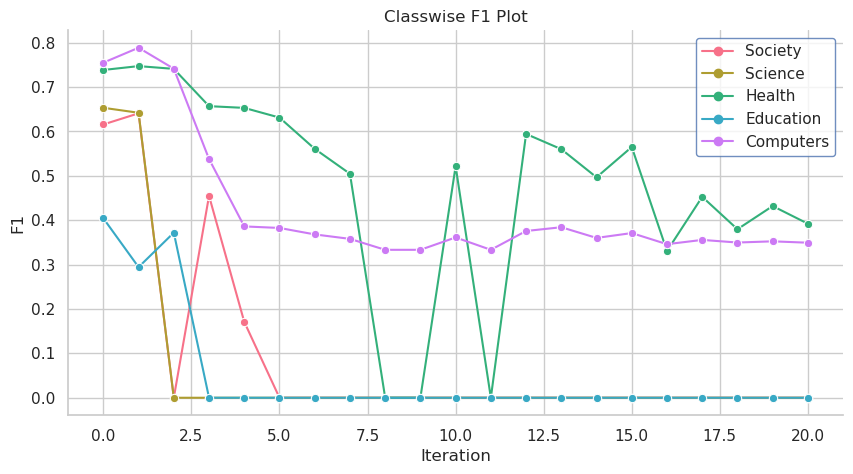 Classwise F1 Plot
Society
Science
Health
Education
Computers
F1
0.8
0.7
0.6
0.5
0.4
0.3
0.2
0.1
0.0
0.0 2.5 5.0 7.5 10.0 12.5 15.0 17.5 20.0
Iteration